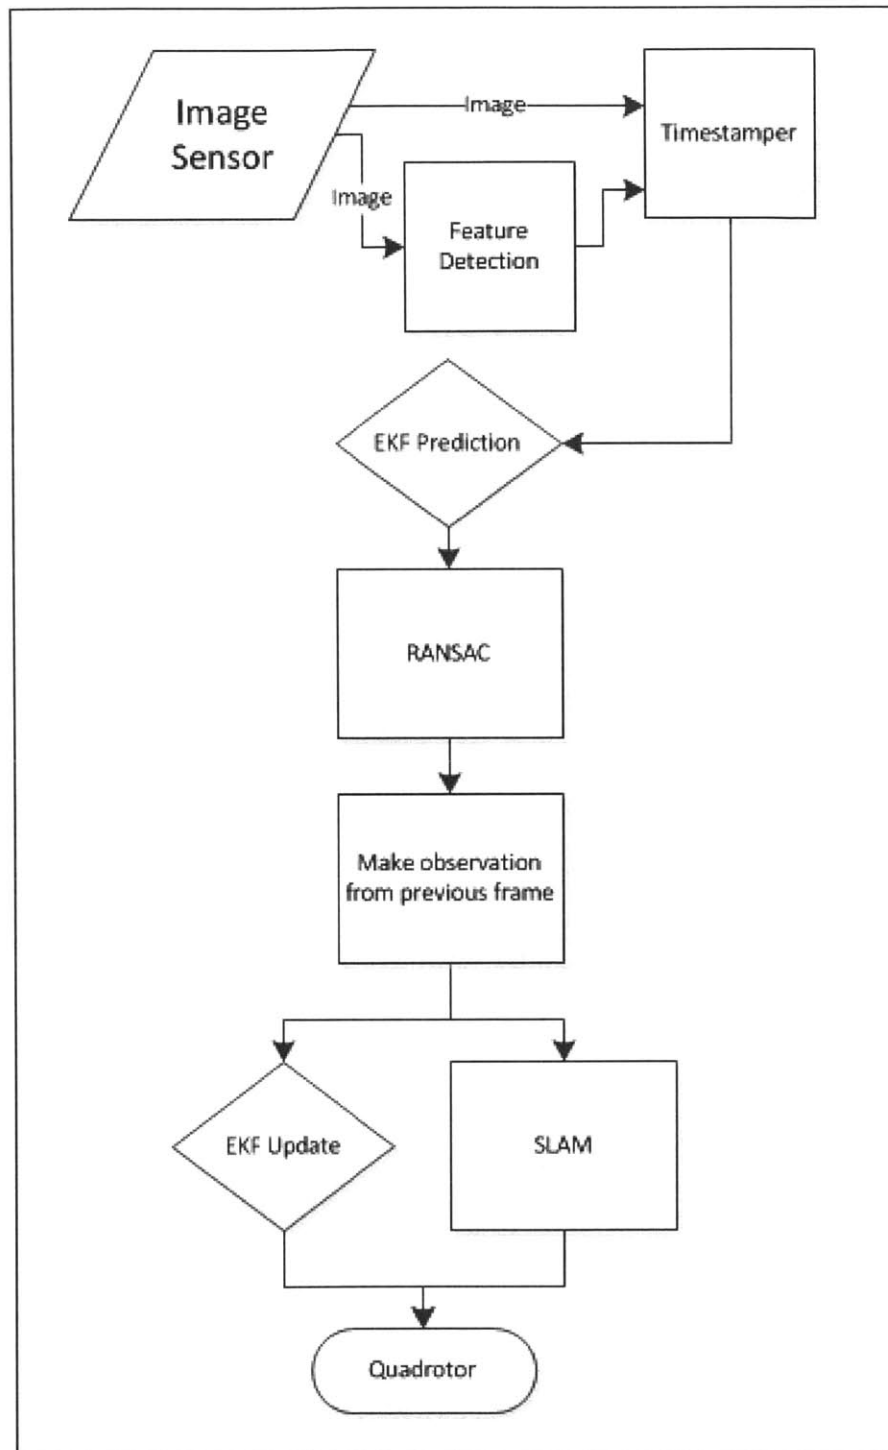 Image
Sensor
Image
Timestamper
Image
Feature
Detection
EKF Prediction
RANSAC
Make observation
from previous frame
EKF Update
SLAM
Quadrotor